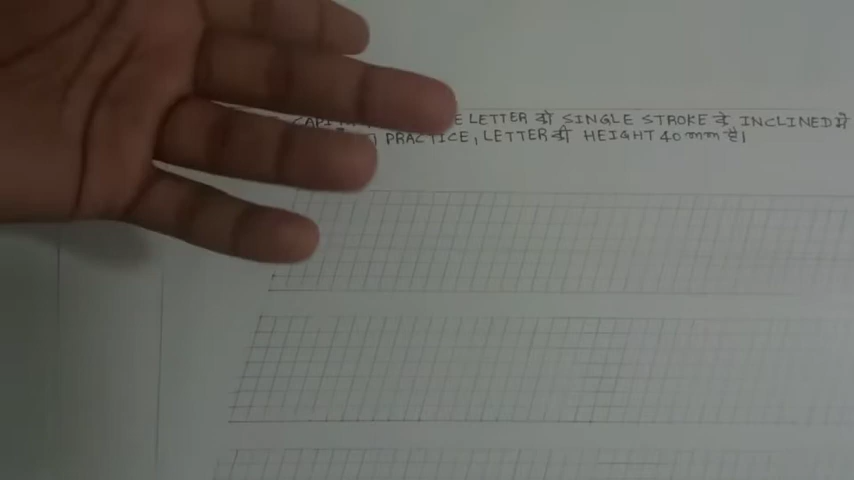 LETTER को SINGLE STROKE के INCLINED में
PRACTICE, LETTER की HEIGHT 40 mm है।